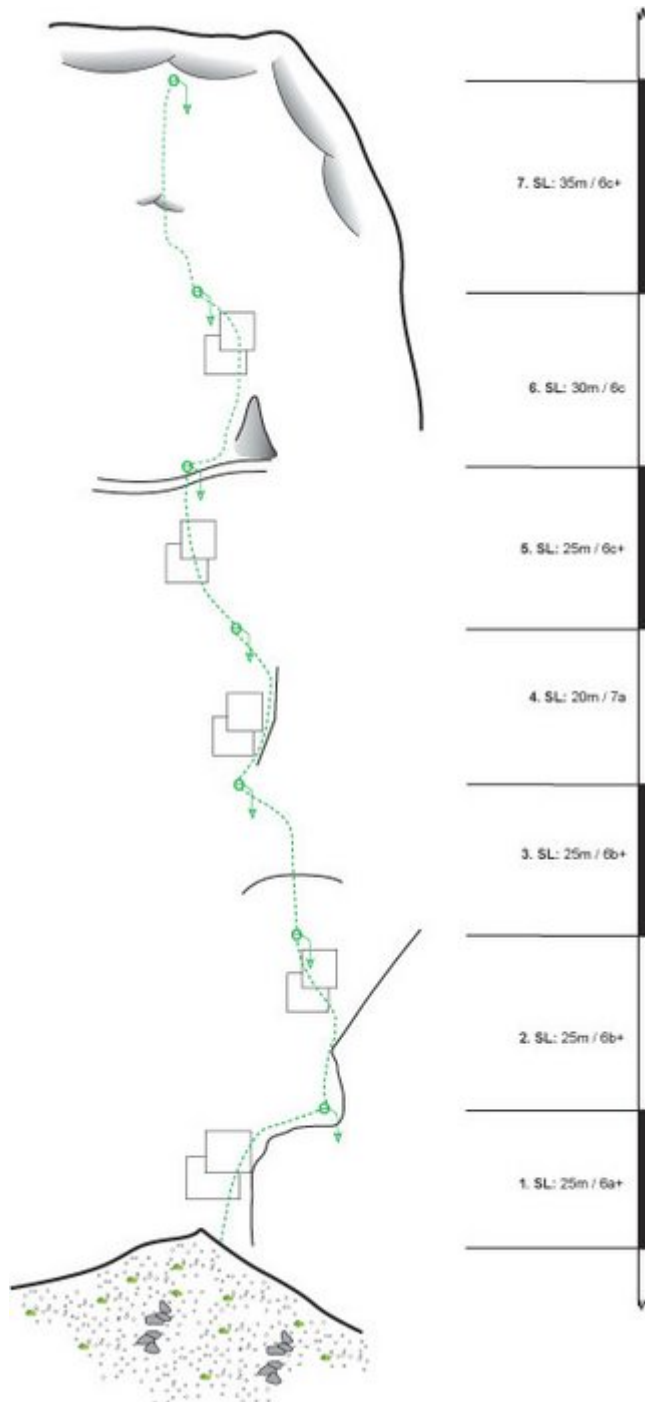 7. SL: 35m / 6c+
6. SL: 30m / 6c
5. SL: 25m / 6c+
4. SL: 20m / 7a
3. SL: 25m / 6b+
2. SL: 25m / 6b+
1. SL: 25m / 6a+